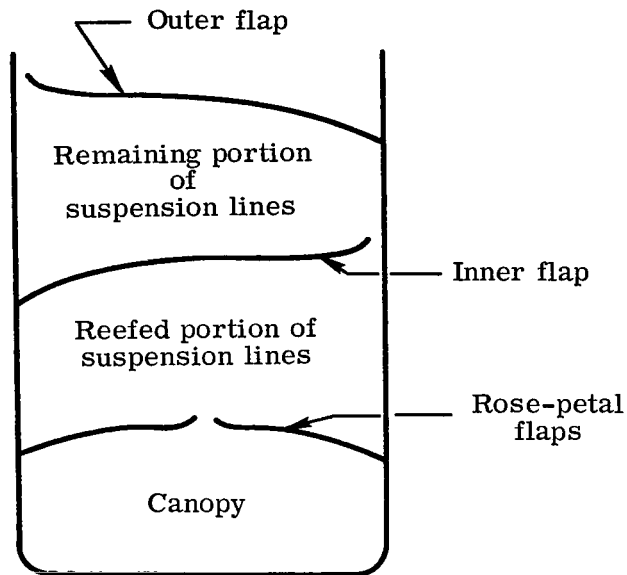 Outer flap
Remaining portion
of
suspension lines
Inner flap
Reefed portion of
suspension lines
Rose-petal
flaps
Canopy